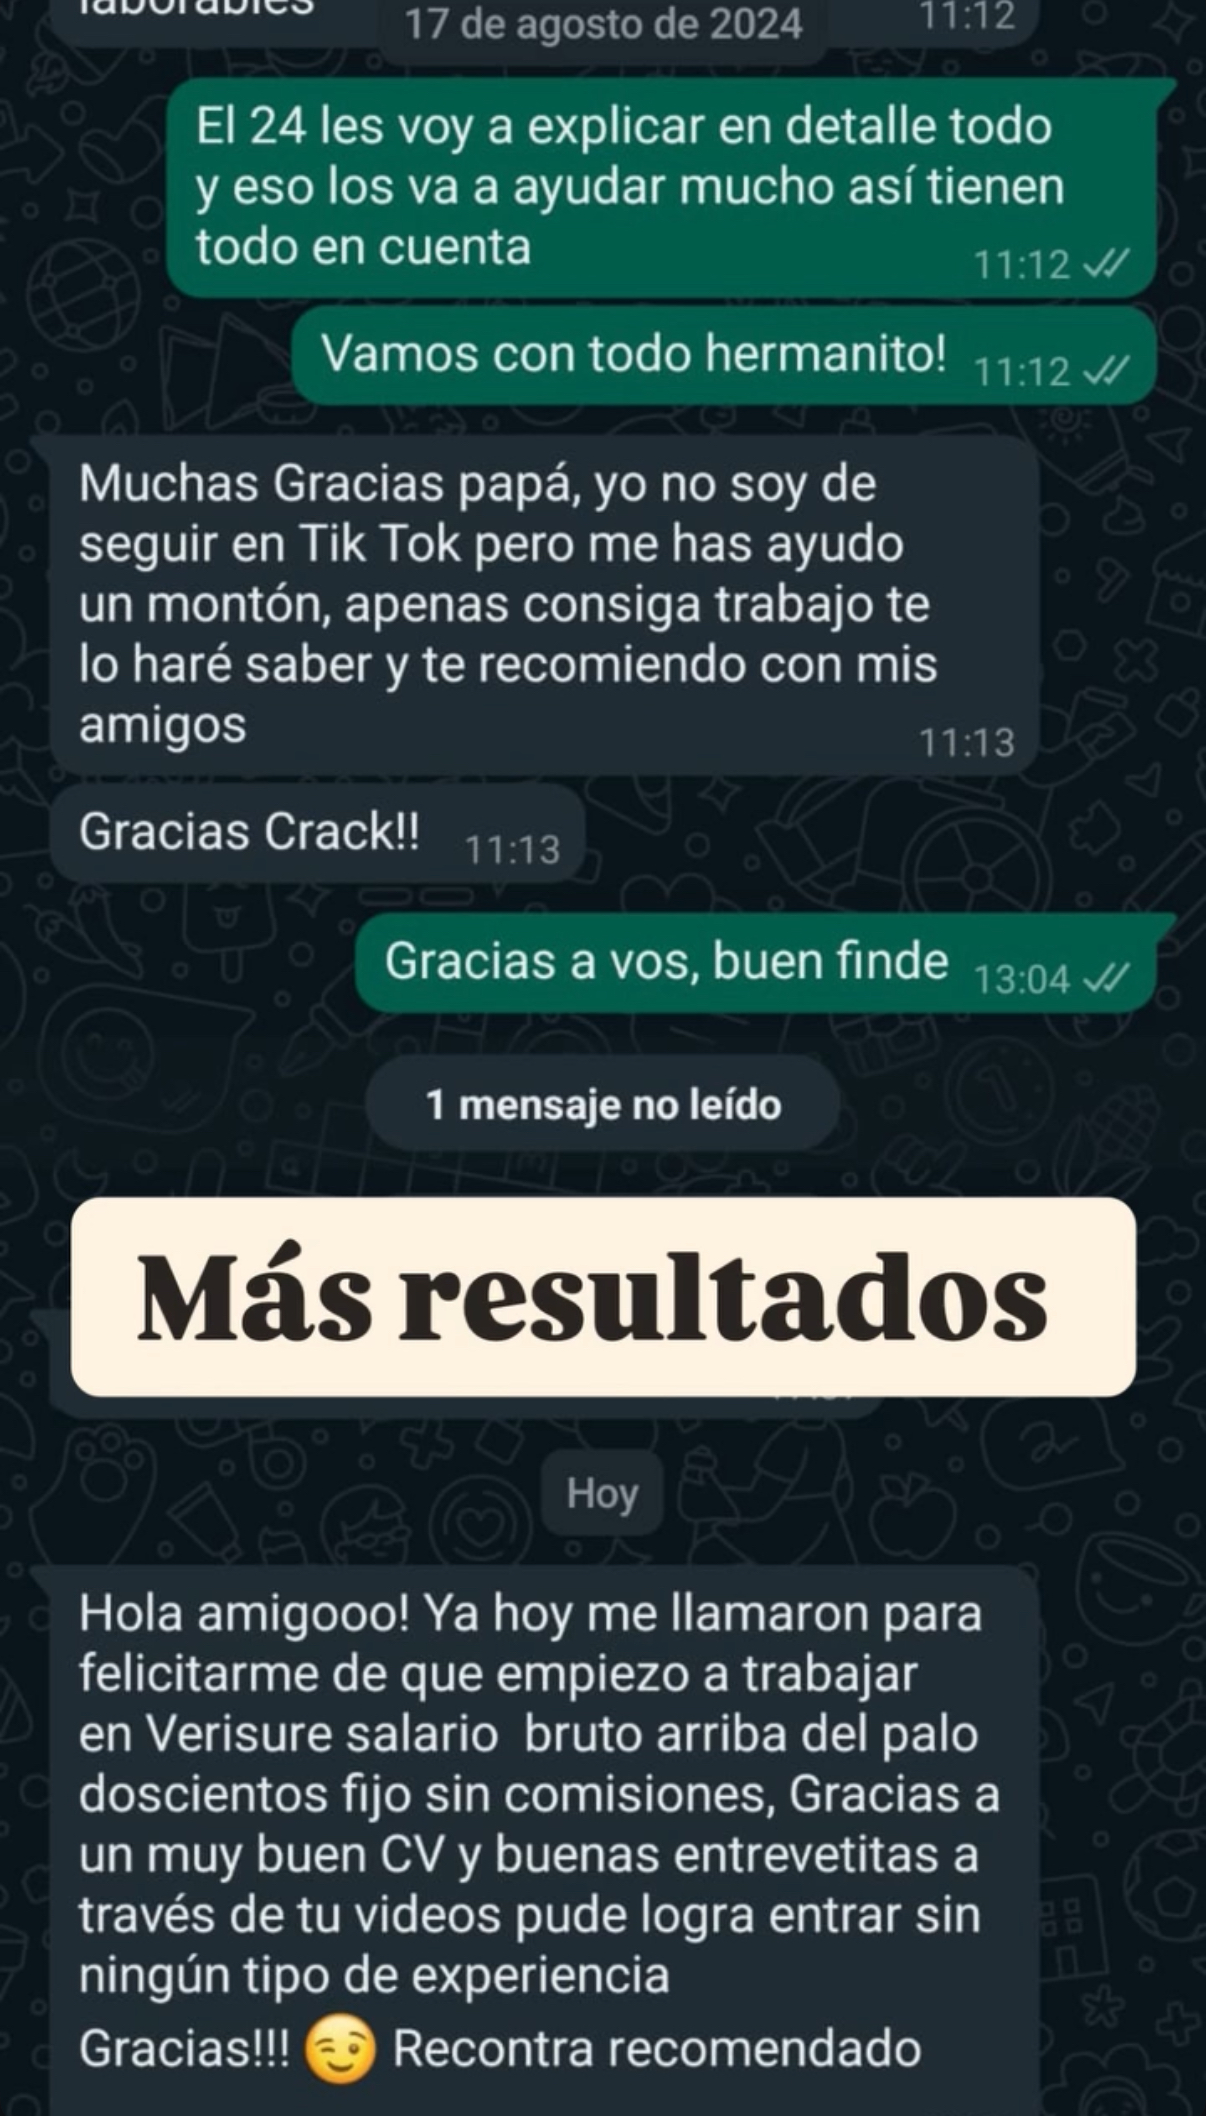 laborables 11:12
17 de agosto de 2024
El 24 les voy a explicar en detalle todo
y eso los va a ayudar mucho así tienen
todo en cuenta
11:12
Vamos con todo hermanito! 11:12
Muchas Gracias papá, yo no soy de
seguir en Tik Tok pero me has ayudo
un montón, apenas consiga trabajo te
lo haré saber y te recomiendo con mis
amigos
11:13
Gracias Crack!! 11:13
Gracias a vos, buen finde 13:04
1 mensaje no leído
Más resultados
Hoy
Hola amigooo! Ya hoy me llamaron para
felicitarme de que empiezo a trabajar
en Verisure salario  bruto arriba del palo
doscientos fijo sin comisiones, Gracias a
un muy buen CV y buenas entrevetitas a
través de tu videos pude logra entrar sin
ningún tipo de experiencia
Gracias!!! 😉 Recontra recomendado